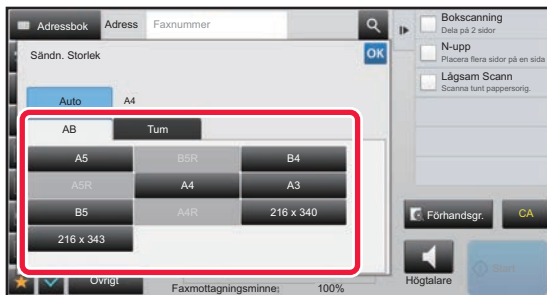 Adressbok Adress Faxnummer
Sändn. Storlek OK
Auto A4
AB Tum
A5 B5R B4
A5R A4 A3
B5 A4R 216 x 340
216 x 343
Övrigt
Faxmottagningsminne: 100%
Bokscanning
Dela på 2 sidor
N-upp
Placera flera sidor på en sida
Lågsam Scann
Scanna tunt pappersorig.
Förhandsgr. CA
Högtalare Start